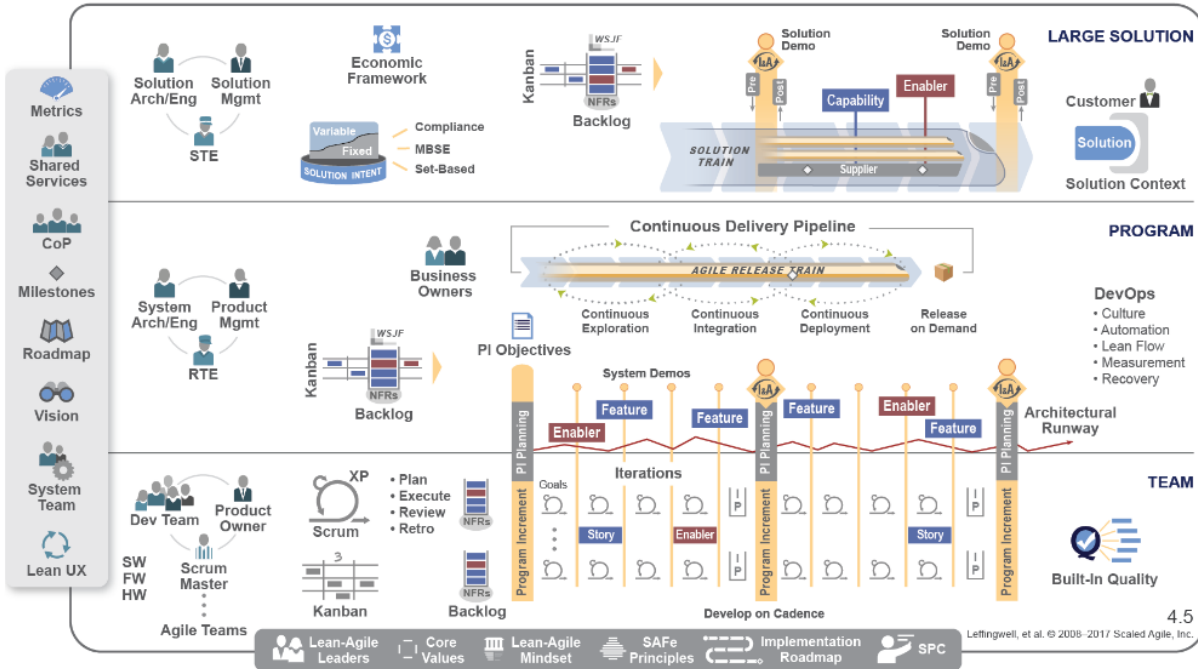 Metrics
Shared
Services
CoP
Milestones
Roadmap
Vision
System
Team
Lean UX
LARGE SOLUTION
Solution
Arch/Eng
Solution
Mgmt
STE
Economic
Framework
Variable
Fixed
SOLUTION INTENT
Compliance
MBSE
Set-Based
Kanban
WSJF
NFRs
Backlog
Solution
Demo
I&A
Pre
Post
Capability
Enabler
SOLUTION
TRAIN
Supplier
Solution
Demo
I&A
Pre
Post
Customer
Solution
Solution Context
PROGRAM
System
Arch/Eng
Product
Mgmt
RTE
Business
Owners
Continuous Delivery Pipeline
AGILE RELEASE TRAIN
Continuous
Exploration
Continuous
Integration
Continuous
Deployment
Release
on Demand
DevOps
• Culture
• Automation
• Lean Flow
• Measurement
• Recovery
Kanban
WSJF
NFRs
Backlog
PI Objectives
System Demos
I&A
I&A
PI Planning
Enabler
Feature
Feature
PI Planning
Feature
Enabler
Feature
PI Planning
Architectural
Runway
TEAM
Dev Team
Product
Owner
Scrum
Master
SW
FW
HW
Agile Teams
XP
Scrum
• Plan
• Execute
• Review
• Retro
3
Kanban
NFRs
NFRs
Backlog
Program Increment
Goals
Iterations
Story
Enabler
I P
I P
Program Increment
Story
I P
I P
Program Increment
Develop on Cadence
Built-In Quality
4.5
Leffingwell, et al. © 2008–2017 Scaled Agile, Inc.
Lean-Agile
Leaders
Core
Values
Lean-Agile
Mindset
SAFe
Principles
Implementation
Roadmap
SPC